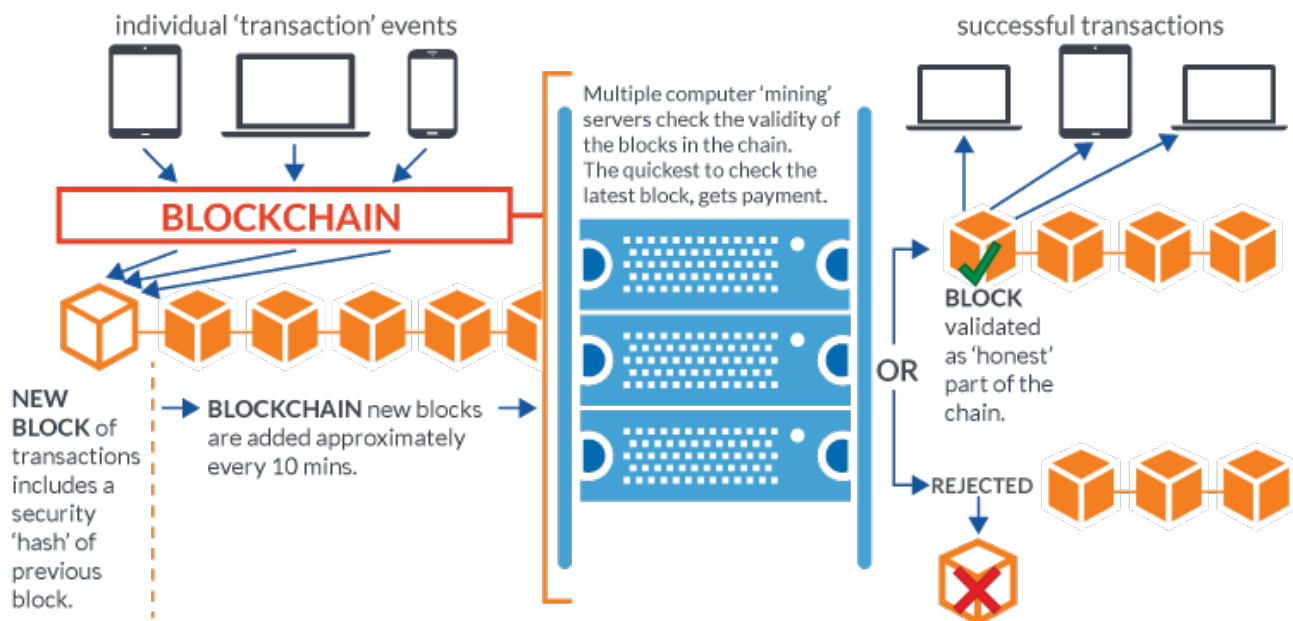 individual ‘transaction’ events
BLOCKCHAIN
NEW
BLOCK of
transactions
includes a
security
‘hash’ of
previous
block.
BLOCKCHAIN new blocks
are added approximately
every 10 mins.
Multiple computer ‘mining’
servers check the validity of
the blocks in the chain.
The quickest to check the
latest block, gets payment.
OR
successful transactions
BLOCK
validated
as ‘honest’
part of the
chain.
REJECTED